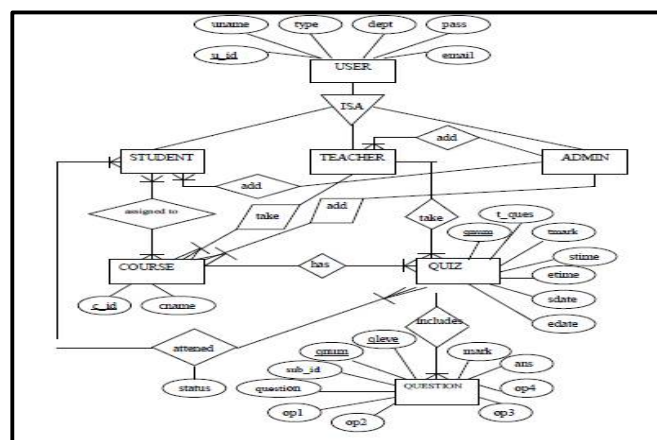 uname type dept pass
u_id USER email
ISA
STUDENT TEACHER add ADMIN
add
assigned to take add take t_ques
qnum tmark
stime
COURSE has QUIZ etime
c_id cname sdate
edate
attened includes
status qnum qleve mark ans
sub_id
question QUESTION op4
op1 op2 op3